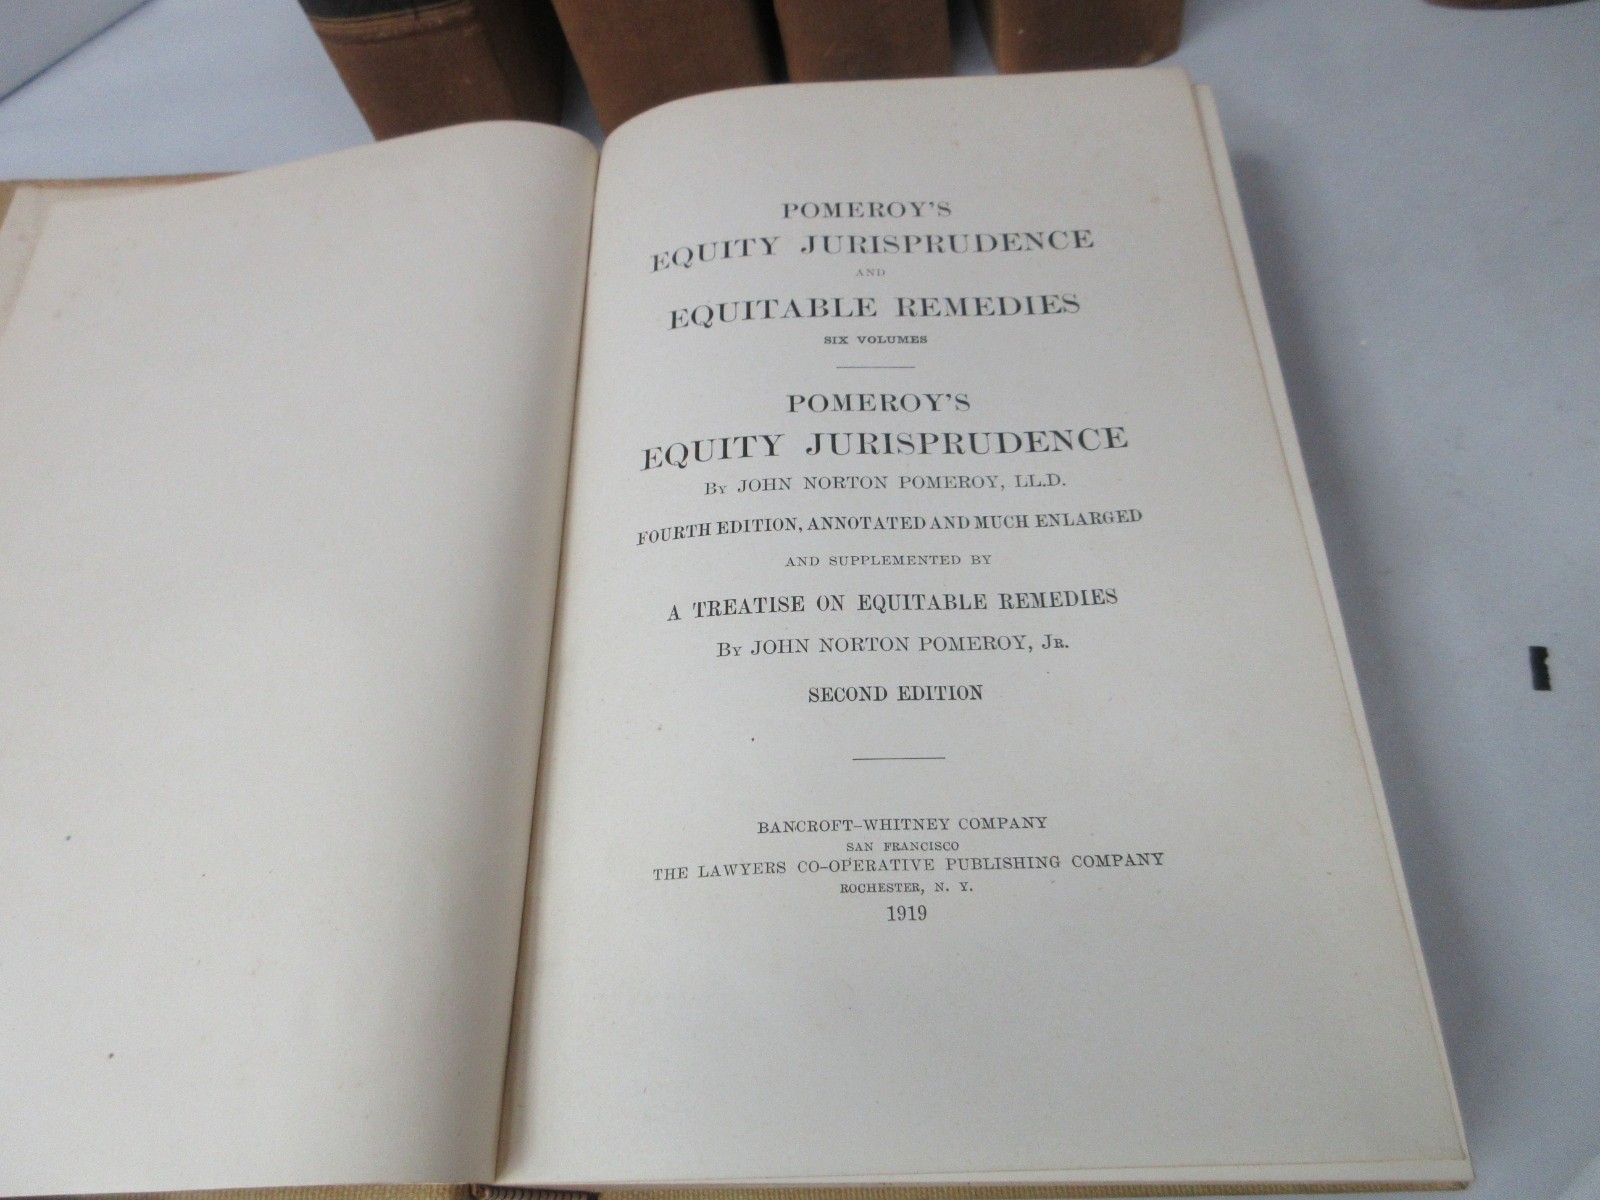 POMEROY'S
EQUITY JURISPRUDENCE
AND
EQUITABLE REMEDIES
SIX VOLUMES
POMEROY'S
EQUITY JURISPRUDENCE
By JOHN NORTON POMEROY, LL.D.
FOURTH EDITION, ANNOTATED AND MUCH ENLARGED
AND SUPPLEMENTED BY
A TREATISE ON EQUITABLE REMEDIES
By JOHN NORTON POMEROY, Jr.
SECOND EDITION
BANCROFT–WHITNEY COMPANY
SAN FRANCISCO
THE LAWYERS CO-OPERATIVE PUBLISHING COMPANY
ROCHESTER, N. Y.
1919